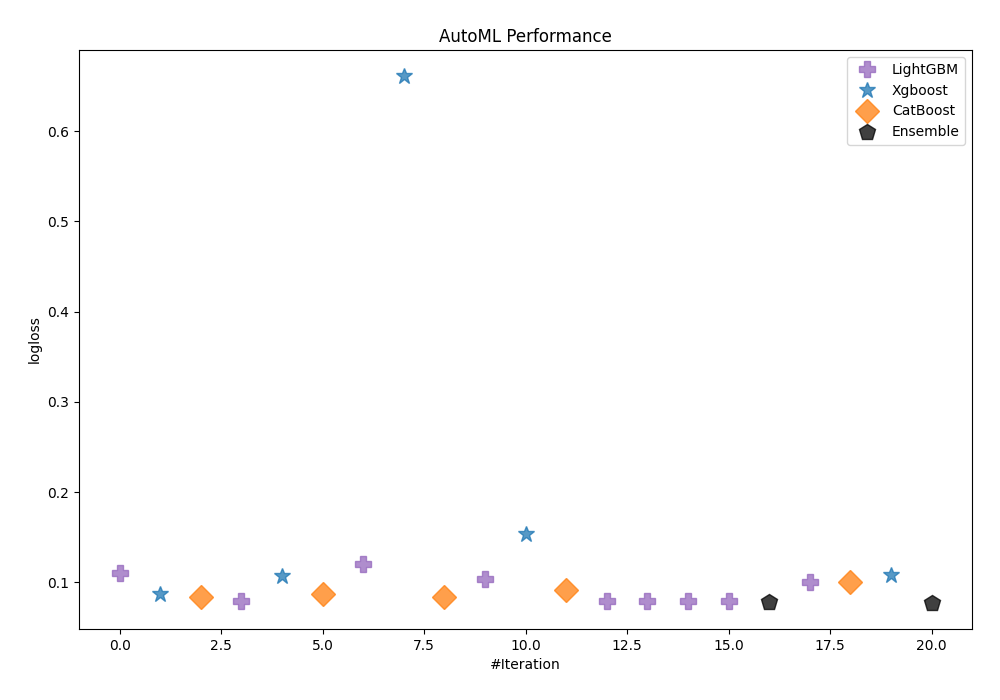 AutoML Performance
LightGBM
Xgboost
CatBoost
Ensemble
logloss
0.6
0.5
0.4
0.3
0.2
0.1
0.0 2.5 5.0 7.5 10.0 12.5 15.0 17.5 20.0
#Iteration